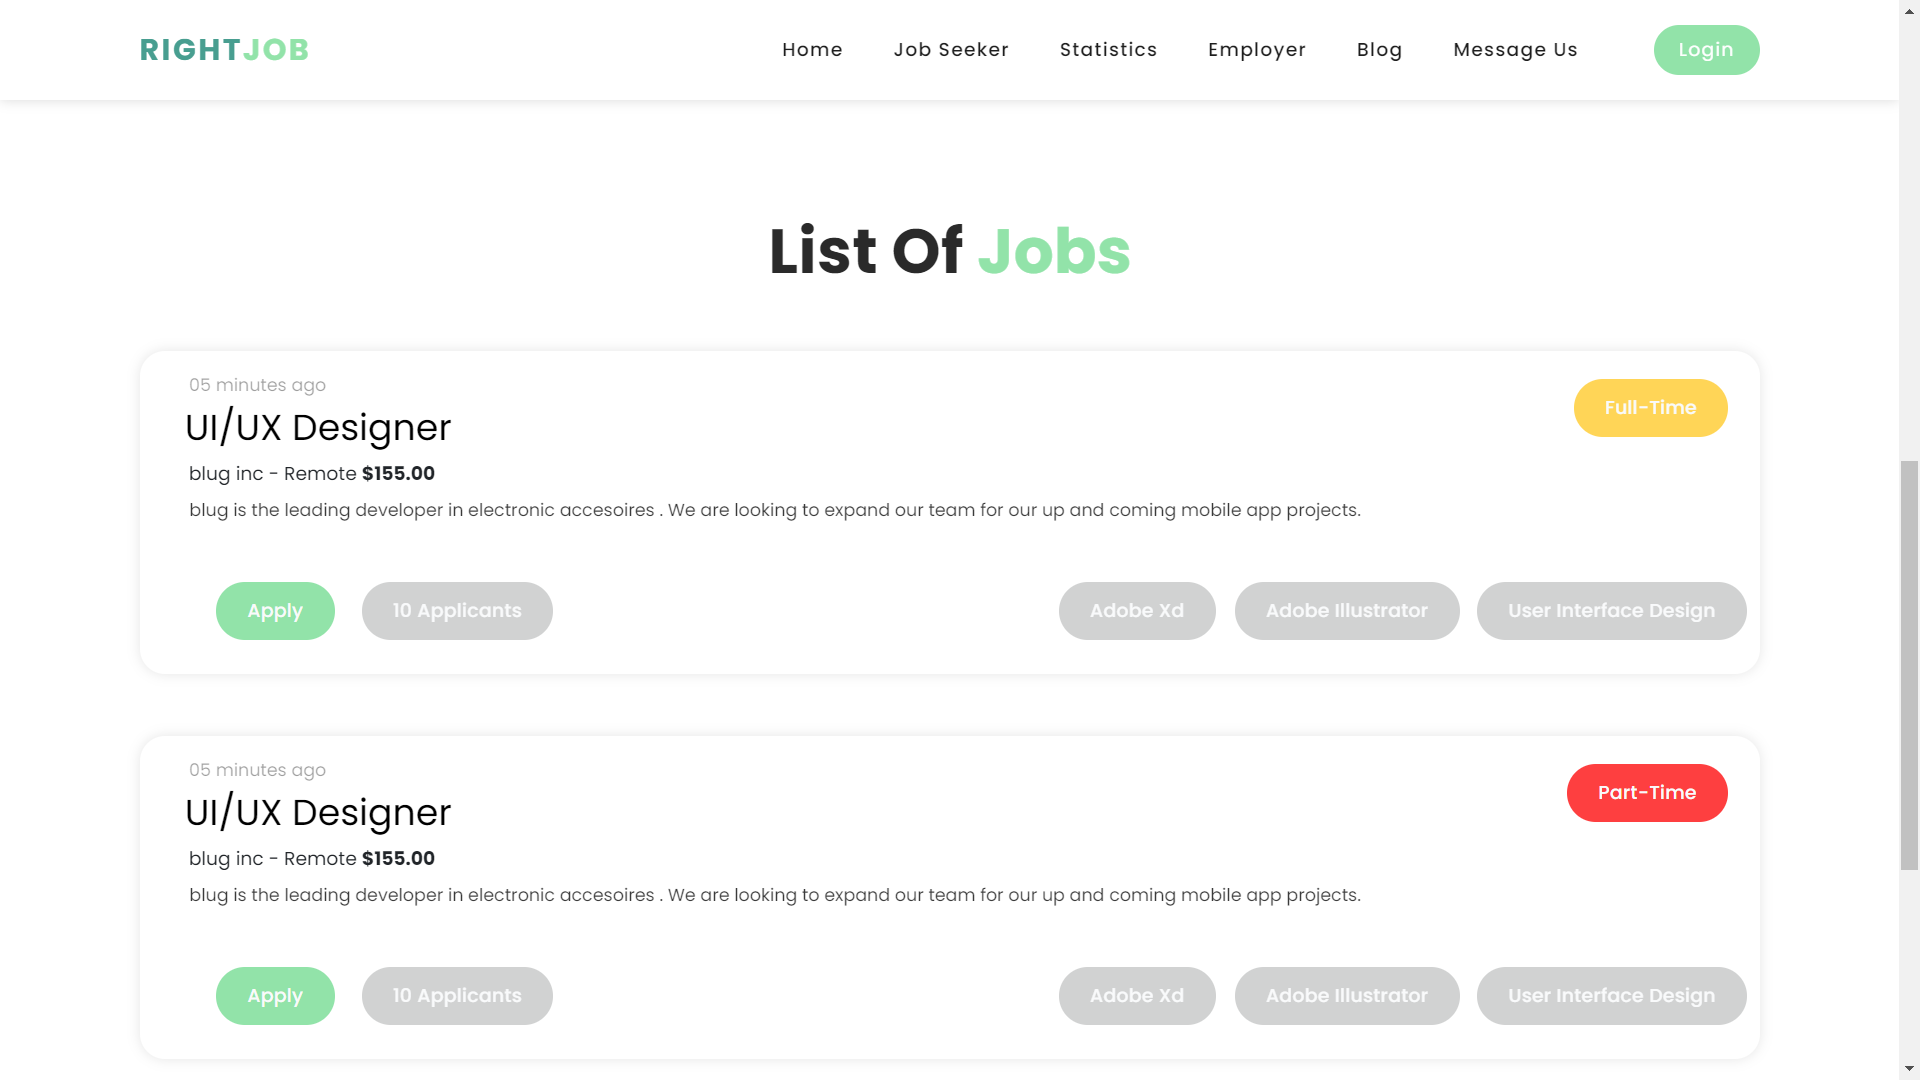 RIGHTJOB
Home
Job Seeker
Statistics
Employer
Blog
Message Us
Login
List Of Jobs
05 minutes ago
UI/UX Designer
Full-Time
blug inc - Remote $155.00
blug is the leading developer in electronic accesoires . We are looking to expand our team for our up and coming mobile app projects.
Apply
10 Applicants
Adobe Xd
Adobe Illustrator
User Interface Design
05 minutes ago
UI/UX Designer
Part-Time
blug inc - Remote $155.00
blug is the leading developer in electronic accesoires . We are looking to expand our team for our up and coming mobile app projects.
Apply
10 Applicants
Adobe Xd
Adobe Illustrator
User Interface Design